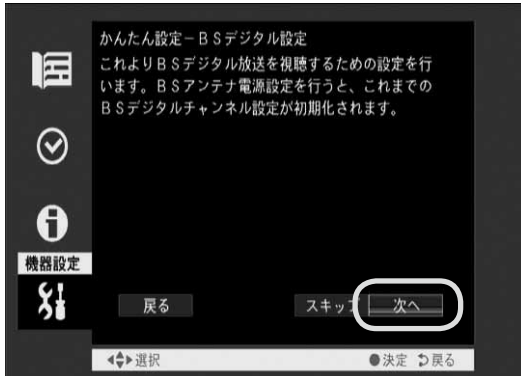 かんたん設定－ＢＳデジタル設定
これよりＢＳデジタル放送を視聴するための設定を行
います。ＢＳアンテナ電源設定を行うと、これまでの
ＢＳデジタルチャンネル設定が初期化されます。
機器設定
戻る スキップ 次へ
選択 ●決定 戻る